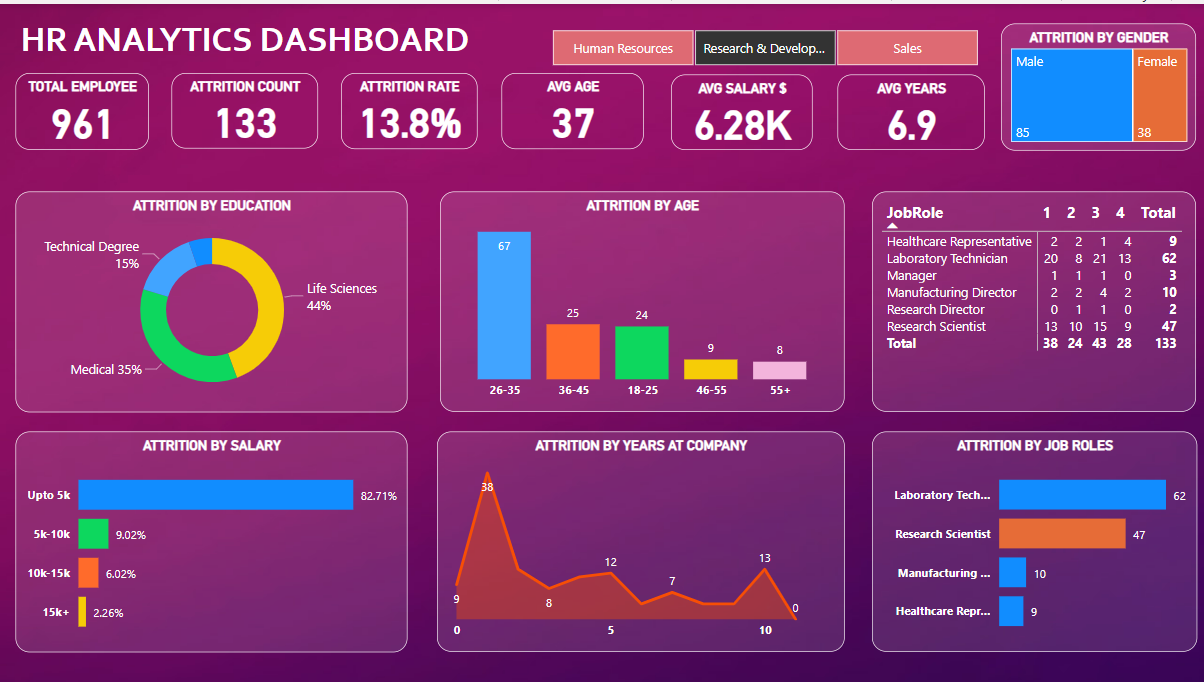 HR ANALYTICS DASHBOARD
Human Resources
Research & Develop...
Sales
TOTAL EMPLOYEE
961
ATTRITION COUNT
133
ATTRITION RATE
13.8%
AVG AGE
37
AVG SALARY $
6.28K
AVG YEARS
6.9
ATTRITION BY GENDER
Male
Female
85
38
ATTRITION BY EDUCATION
Technical Degree
15%
Life Sciences
44%
Medical 35%
ATTRITION BY AGE
67
25
24
9
8
26-35
36-45
18-25
46-55
55+
JobRole 1 2 3 4 Total
Healthcare Representative 2 2 1 4 9
Laboratory Technician 20 8 21 13 62
Manager 1 1 1 0 3
Manufacturing Director 2 2 4 2 10
Research Director 0 1 1 0 2
Research Scientist 13 10 15 9 47
Total 38 24 43 28 133
ATTRITION BY SALARY
Upto 5k 82.71%
5k-10k 9.02%
10k-15k 6.02%
15k+ 2.26%
ATTRITION BY YEARS AT COMPANY
38
9
8
12
7
13
0
0
5
10
ATTRITION BY JOB ROLES
Laboratory Tech... 62
Research Scientist 47
Manufacturing ... 10
Healthcare Repr... 9